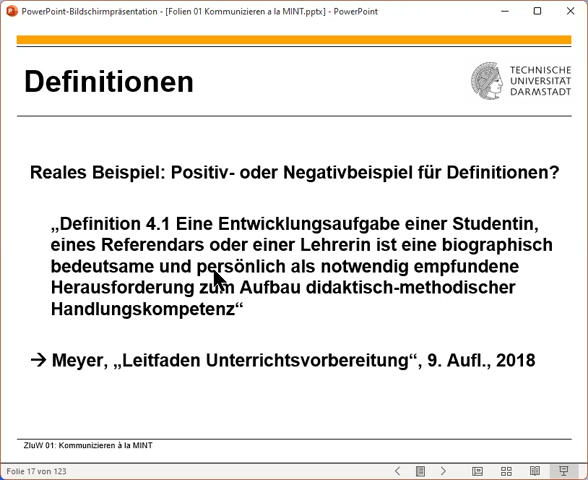 PowerPoint-Bildschirmpräsentation - [Folien 01 Kommunizieren a la MINT.pptx] - PowerPoint
Definitionen
TECHNISCHE
UNIVERSITÄT
DARMSTADT
Reales Beispiel: Positiv- oder Negativbeispiel für Definitionen?
„Definition 4.1 Eine Entwicklungsaufgabe einer Studentin,
eines Referendars oder einer Lehrerin ist eine biographisch
bedeutsame und persönlich als notwendig empfundene
Herausforderung zum Aufbau didaktisch-methodischer
Handlungskompetenz“
→ Meyer, „Leitfaden Unterrichtsvorbereitung“, 9. Aufl., 2018
ZIuW 01: Kommunizieren à la MINT
Folie 17 von 123